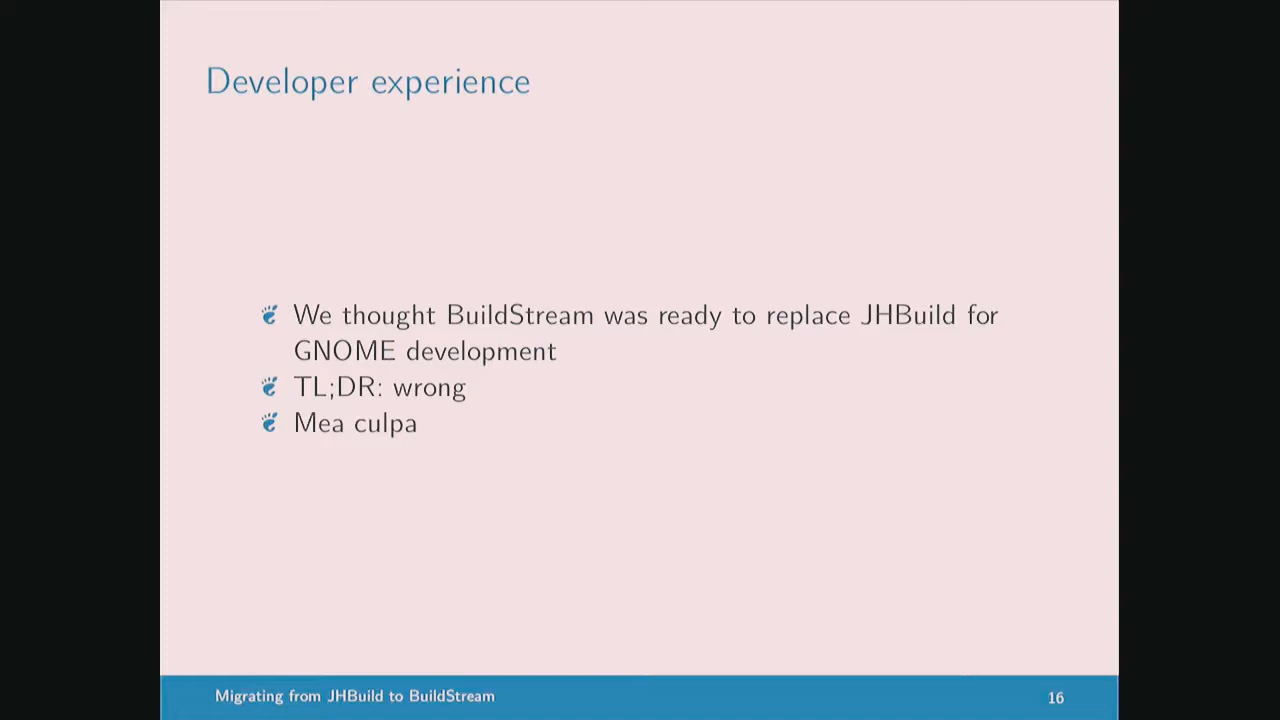 Developer experience
We thought BuildStream was ready to replace JHBuild for
GNOME development
TL;DR: wrong
Mea culpa
Migrating from JHBuild to BuildStream
16